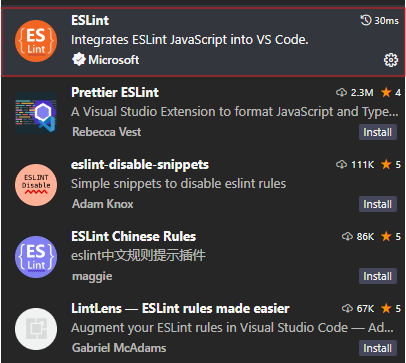 ESLint 30ms
Integrates ESLint JavaScript into VS Code.
Microsoft
Prettier ESLint 2.3M 4
A Visual Studio Extension to format JavaScript and Type...
Rebecca Vest Install
eslint-disable-snippets 111K 5
Simple snippets to disable eslint rules
Adam Knox Install
ESLint Chinese Rules 86K 5
eslint中文规则提示插件
maggie Install
LintLens — ESLint rules made easier 67K 5
Augment your ESLint rules in Visual Studio Code — Ad...
Gabriel McAdams Install
{ES}
Lint
ESLINT
Disable
{ES}
Lint